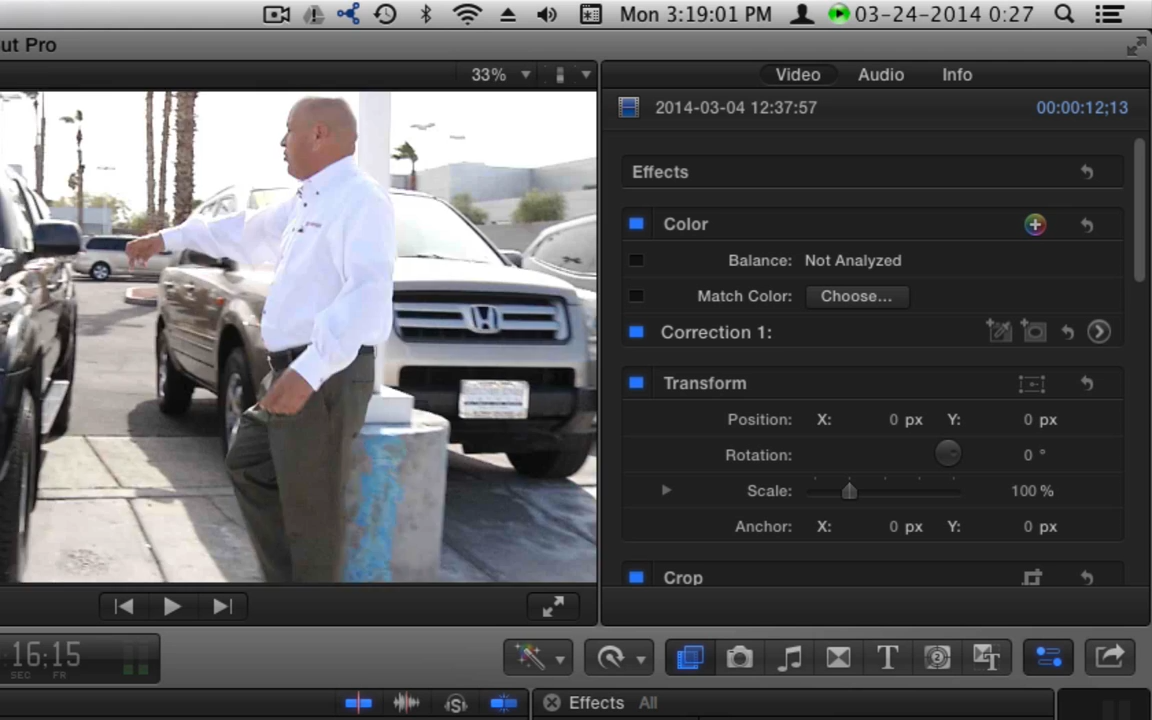 Mon 3:19:01 PM 03-24-2014 0:27
ut Pro
33%
Video Audio Info
2014-03-04 12:37:57 00:00:12;13
Effects
Color
Balance: Not Analyzed
Match Color: Choose...
Correction 1:
Transform
Position: X: 0 px Y: 0 px
Rotation: 0 °
Scale: 100 %
Anchor: X: 0 px Y: 0 px
Crop
16;15
SEC FR
Effects All